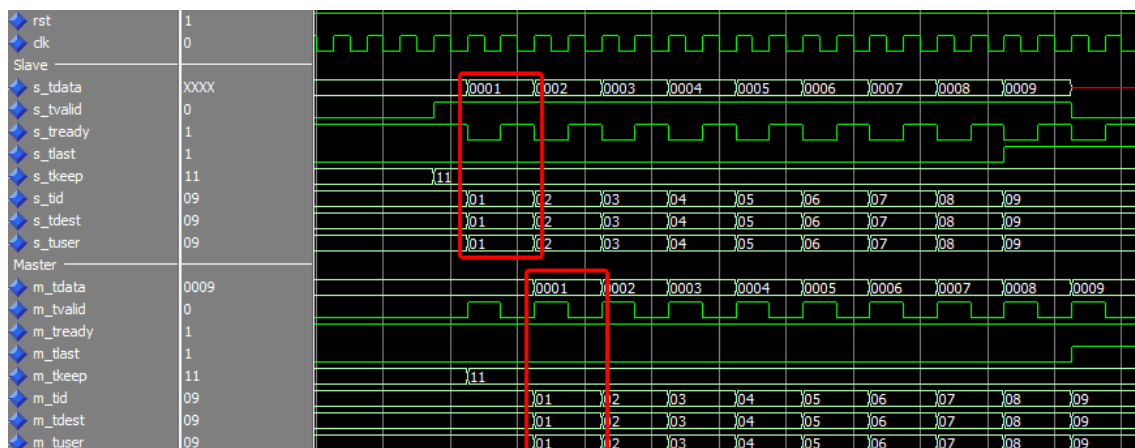 rst 1
clk 0
Slave
s_tdata XXXX 0001 0002 0003 0004 0005 0006 0007 0008 0009
s_tvalid 0
s_tready 1
s_tlast 1
s_tkeep 11 11
s_tid 09 01 02 03 04 05 06 07 08 09
s_tdest 09 01 02 03 04 05 06 07 08 09
s_tuser 09 01 02 03 04 05 06 07 08 09
Master
m_tdata 0009 0001 0002 0003 0004 0005 0006 0007 0008 0009
m_tvalid 0
m_tready 1
m_tlast 1
m_tkeep 11 11
m_tid 09 01 02 03 04 05 06 07 08 09
m_tdest 09 01 02 03 04 05 06 07 08 09
m_tuser 09 01 02 03 04 05 06 07 08 09